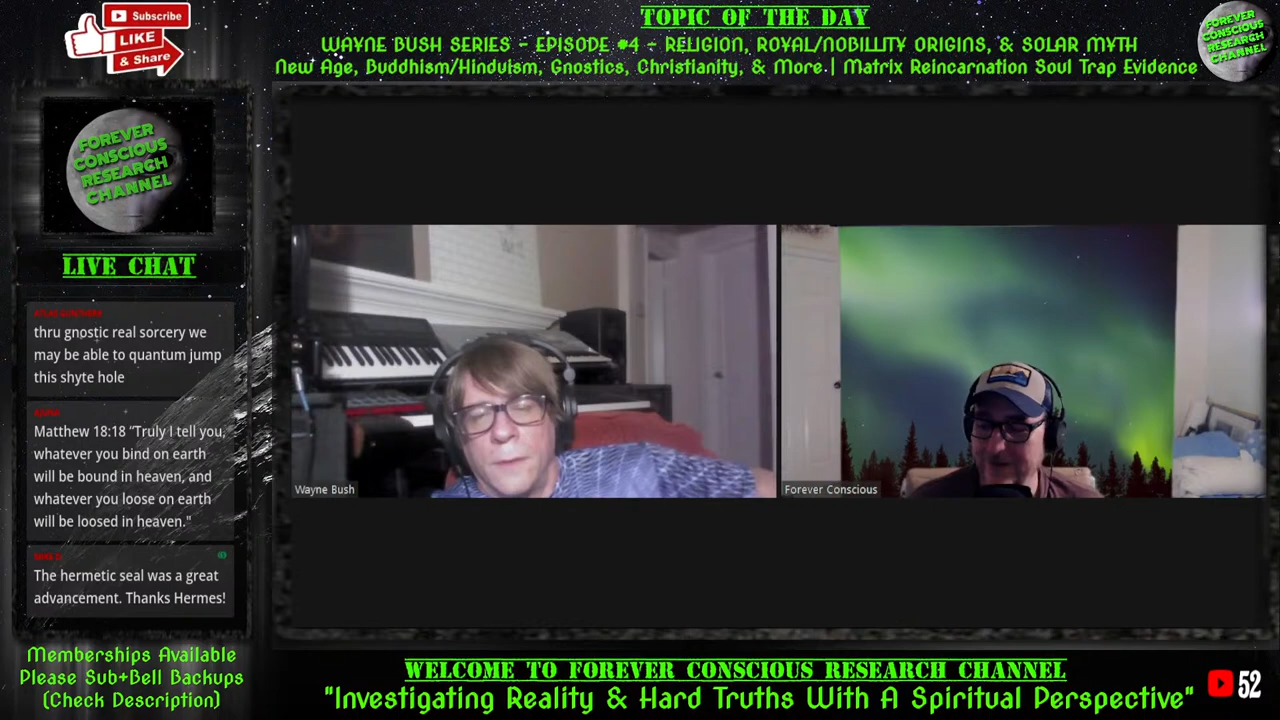 Subscribe
LIKE
& Share
TOPIC OF THE DAY
WAYNE BUSH SERIES - EPISODE #4 - RELIGION, ROYAL/NOBILLITY ORIGINS, & SOLAR MYTH
New Age, Buddhism/Hinduism, Gnostics, Christianity, & More | Matrix Reincarnation Soul Trap Evidence
FOREVER
CONSCIOUS
RESEARCH
CHANNEL
FOREVER
CONSCIOUS
RESEARCH
CHANNEL
LIVE CHAT
thru gnostic real sorcery we
may be able to quantum jump
this shyte hole
Matthew 18:18 “Truly I tell you,
whatever you bind on earth
will be bound in heaven, and
whatever you loose on earth
will be loosed in heaven."
The hermetic seal was a great
advancement. Thanks Hermes!
Wayne Bush
Forever Conscious
Memberships Available
Please Sub+Bell Backups
(Check Description)
WELCOME TO FOREVER CONSCIOUS RESEARCH CHANNEL
"Investigating Reality & Hard Truths With A Spiritual Perspective"
52